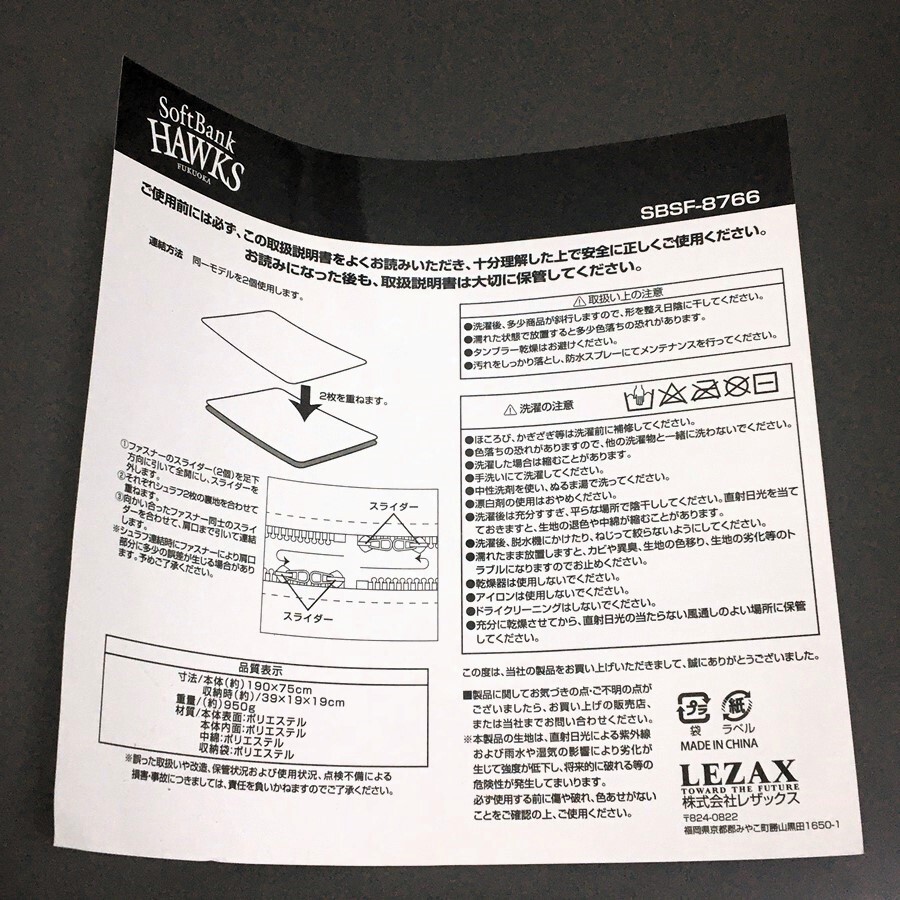 SoftBank
HAWKS
FUKUOKA
SBSF-8766
ご使用前には必ず、この取扱説明書をよくお読みいただき、十分理解した上で安全に正しくご使用ください。
お読みになった後も、取扱説明書は大切に保管してください。
連結方法 同一モデルを2個使用します。
2枚を重ねます。
①ファスナーのスライダー(2個)を足下
方向に引いて全開にし、スライダーを
外します。
②それぞれシュラフ2枚の裏地を合わせて
重ねます。
③向かい合ったファスナー同士のスライ
ダーを合わせて、肩口まで引いて連結
します。
※シュラフ連結時にファスナーにより肩口
部分に多少の誤差が生じる場合があり
ます。予めご了承ください。
スライダー
スライダー
品質表示
寸法/本体(約)190×75cm
収納時(約)/39×19×19cm
重量/(約)950g
材質/本体表面:ポリエステル
本体内面:ポリエステル
中綿:ポリエステル
収納袋:ポリエステル
※誤った取扱いや改造、保管状況および使用状況、点検不備による
損害・事故につきましては、責任を負いかねますのでご了承ください。
⚠取扱い上の注意
●洗濯後、多少商品が斜行しますので、形を整え日陰に干してください。
●濡れた状態で放置すると多少色落ちの恐れがあります。
●タンブラー乾燥はお避けください。
●汚れをしっかり落とし、防水スプレーにてメンテナンスを行ってください。
⚠洗濯の注意
●ほころび、かぎざぎ等は洗濯前に補修してください。
●色落ちの恐れがありますので、他の洗濯物と一緒に洗わないでください。
●洗濯した場合は縮むことがあります。
●手洗いにて洗濯してください。
●中性洗剤を使い、ぬるま湯で洗ってください。
●漂白剤の使用はおやめください。
●洗濯後は充分すすぎ、平らな場所で陰干ししてください。直射日光を当て
ておきますと、生地の退色や中綿が縮むことがあります。
●洗濯後、脱水機にかけたり、ねじって絞らないようにしてください。
●濡れたまま放置しますと、カビや異臭、生地の色移り、生地の劣化等のト
ラブルになりますのでお止めください。
●乾燥器は使用しないでください。
●アイロンは使用しないでください。
●ドライクリーニングはしないでください。
●充分に乾燥させてから、直射日光の当たらない風通しのよい場所に保管
してください。
この度は、当社の製品をお買い上げいただきまして、誠にありがとうございました。
■製品に関してお気づきの点・ご不明の点が
ございましたら、お買い上げの販売店、
または当社までお問い合わせください。
※本製品の生地は、直射日光による紫外線
および雨水や湿気の影響により劣化が
生じて強度が低下し、将来的に破れる等の
危険性が発生してまいります。
必ず使用する前に傷や破れ、色あせがない
ことをご確認の上、ご使用ください。
プラ 紙
袋 ラベル
MADE IN CHINA
LEZAX
TOWARD THE FUTURE
株式会社レザックス
〒824-0822
福岡県京都郡みやこ町勝山黒田1650-1